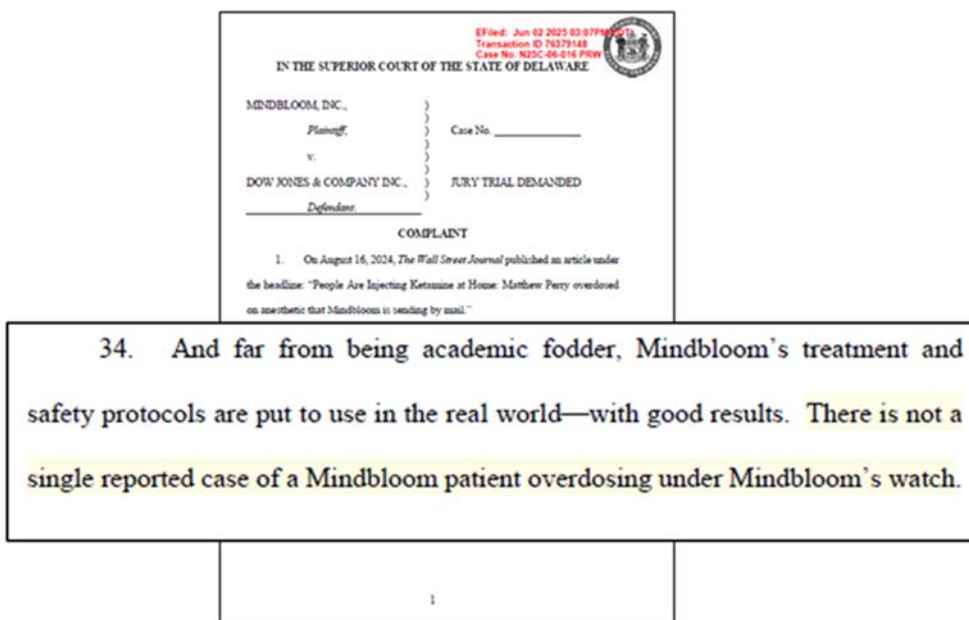 EFiled: Jun 02 2025 03:07PM EDT
Transaction ID 76379148
Case No. N25C-06-016 PRW
IN THE SUPERIOR COURT OF THE STATE OF DELAWARE
MINDBLOOM, INC.,
Plaintiff,
v.
DOW JONES & COMPANY INC.,
Defendant.
Case No.
JURY TRIAL DEMANDED
COMPLAINT
1. On August 16, 2024, The Wall Street Journal published an article under
the headline: “People Are Injecting Ketamine at Home: Matthew Perry overdosed
on anesthetic that Mindbloom is sending by mail.”
34. And far from being academic fodder, Mindbloom’s treatment and
safety protocols are put to use in the real world—with good results. There is not a
single reported case of a Mindbloom patient overdosing under Mindbloom’s watch.
1